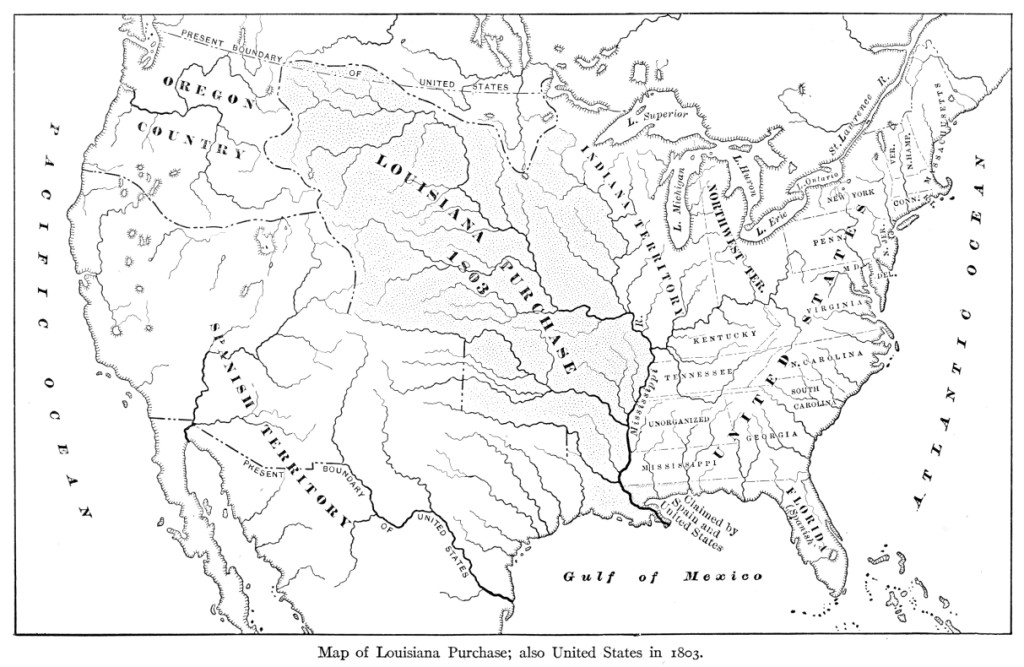 PRESENT BOUNDARY OF UNITED STATES
OREGON
COUNTRY
PACIFIC OCEAN
LOUISIANA PURCHASE
1803
L. Superior
L. Michigan
L. Huron
L. Ontario
L. Erie
St. Lawrence R.
INDIANA TERRITORY
NORTHWEST TER.
MASSACHUSETTS
VER.
N. HAMP.
CONN.
NEW YORK
PENN.
N. JER.
M D.
DEL.
VIRGINIA
KENTUCKY
TENNESSEE
N. CAROLINA
SOUTH
CAROLINA
UNORGANIZED
GEORGIA
MISSISSIPPI
UNITED STATES
Mississippi R.
ATLANTIC OCEAN
SPANISH TERRITORY
PRESENT BOUNDARY OF UNITED STATES
Claimed by
Spain and
United States
FLORIDA
(Spanish)
Gulf of Mexico
Map of Louisiana Purchase; also United States in 1803.